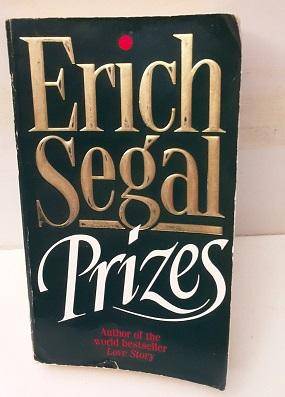 Erich
Segal
Prizes
Author of the
world bestseller
Love Story